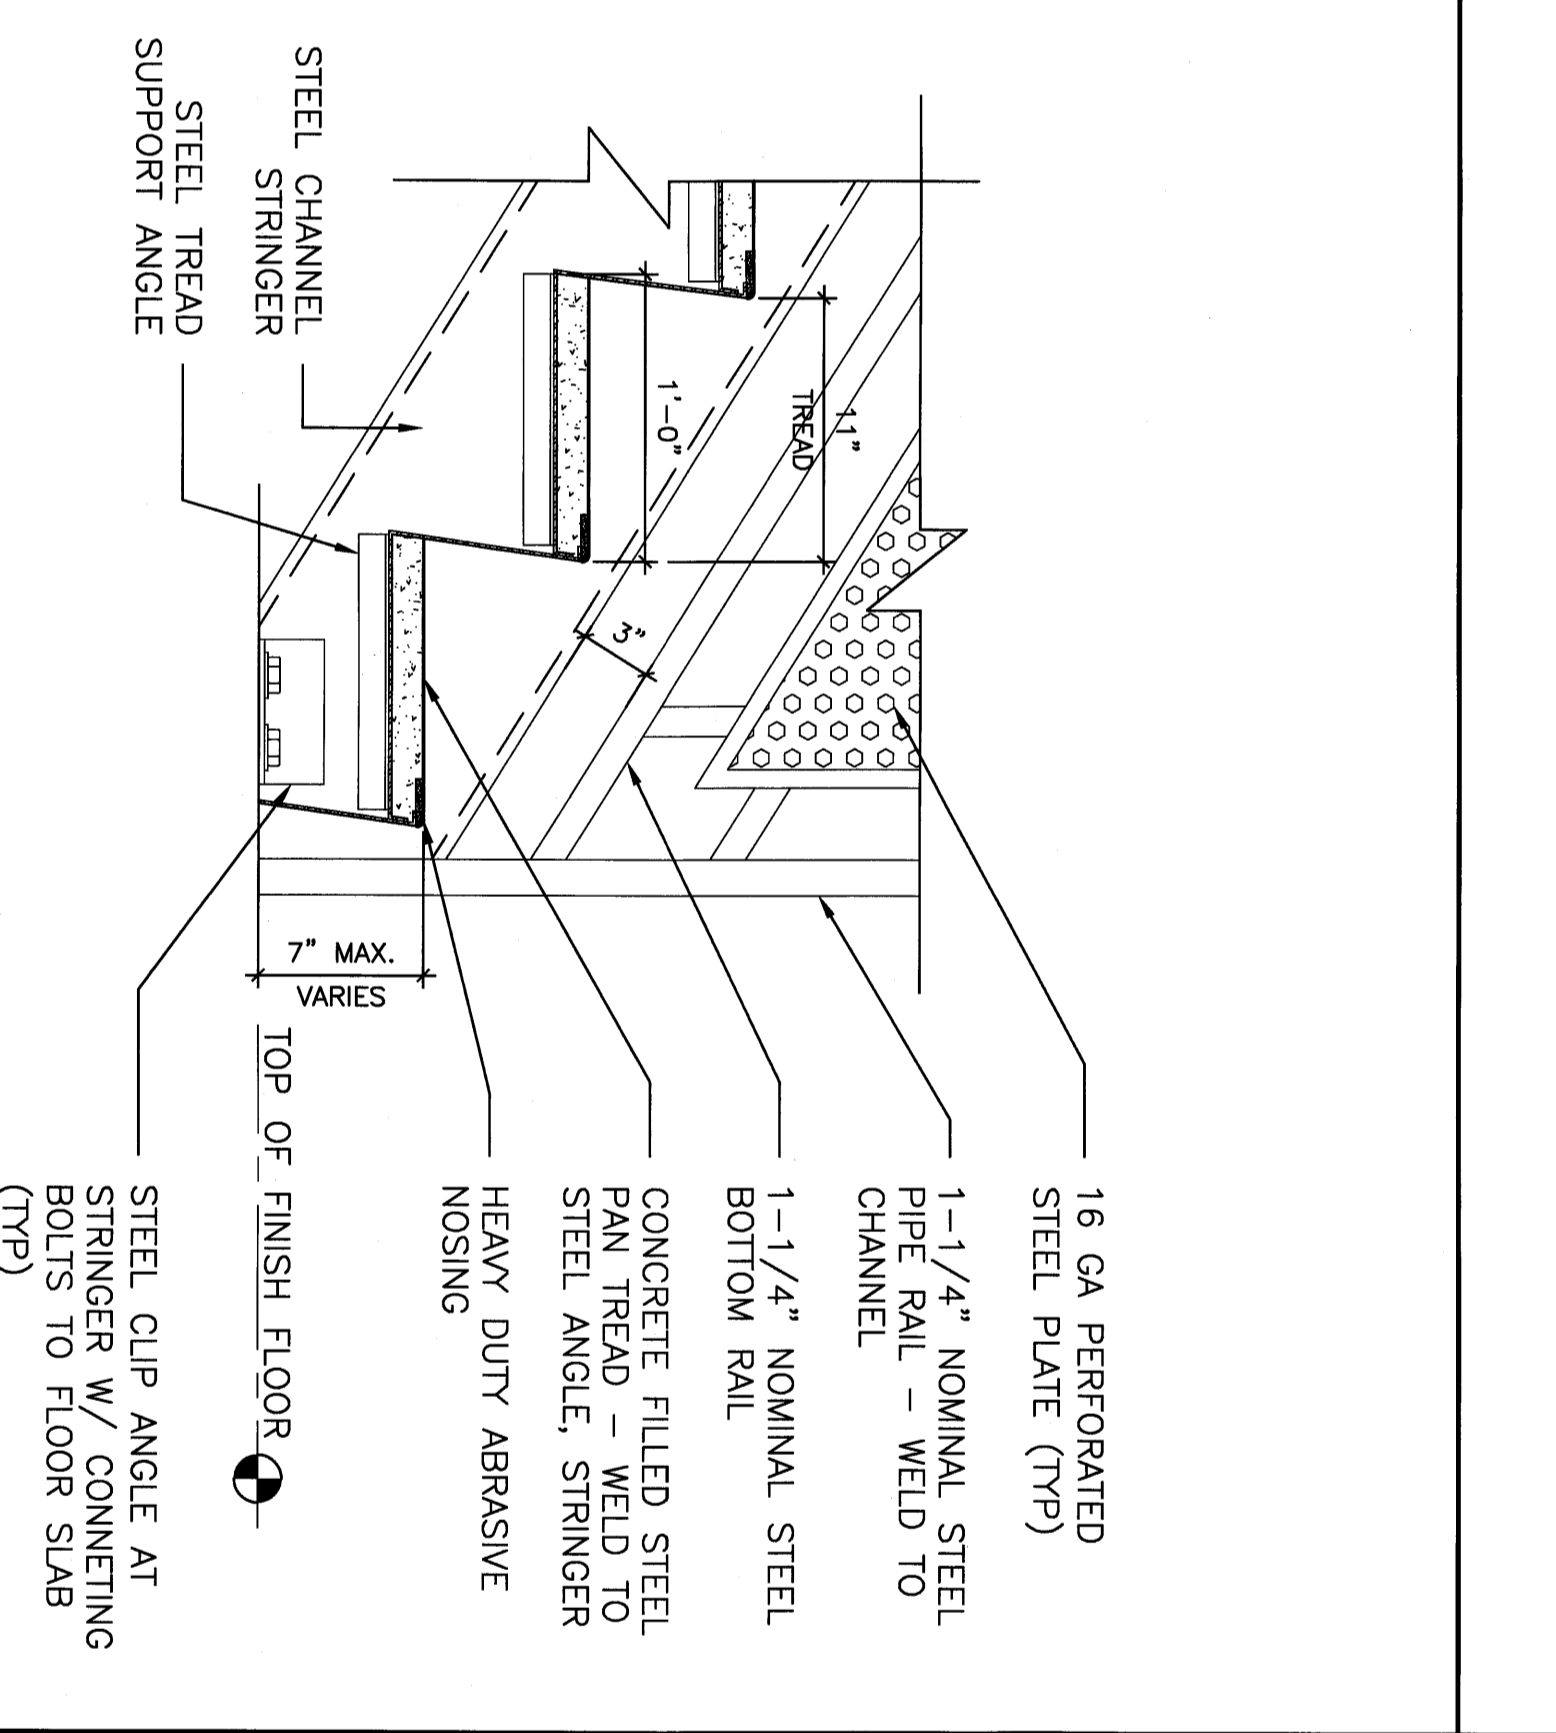 16 GA PERFORATED
STEEL PLATE (TYP)
1-1/4" NOMINAL STEEL
PIPE RAIL - WELD TO
CHANNEL
1-1/4" NOMINAL STEEL
BOTTOM RAIL
CONCRETE FILLED STEEL
PAN TREAD - WELD TO
STEEL ANGLE, STRINGER
HEAVY DUTY ABRASIVE
NOSING
TOP OF FINISH FLOOR
STEEL CLIP ANGLE AT
STRINGER W/ CONNETING
BOLTS TO FLOOR SLAB
(TYP)
11"
TREAD
1'-0"
3"
7" MAX.
VARIES
STEEL CHANNEL
STRINGER
STEEL TREAD
SUPPORT ANGLE